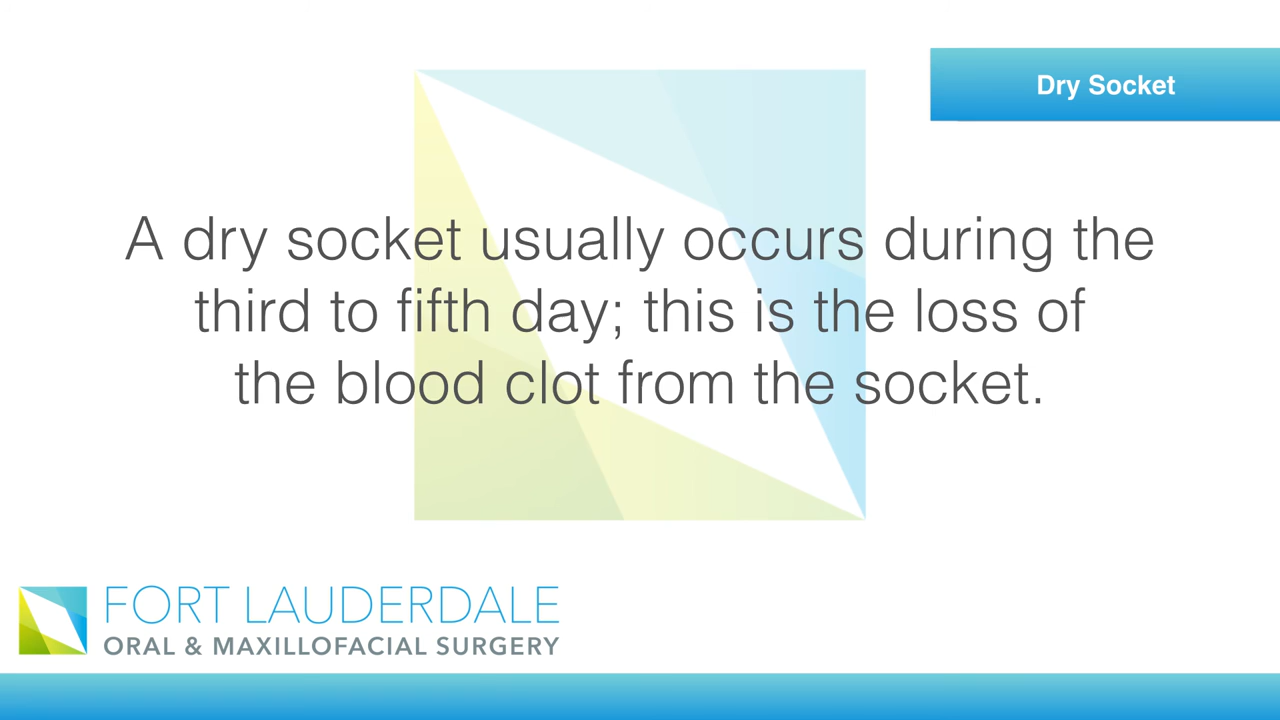 Dry Socket
A dry socket usually occurs during the
third to fifth day; this is the loss of
the blood clot from the socket.
FORT LAUDERDALE
ORAL & MAXILLOFACIAL SURGERY